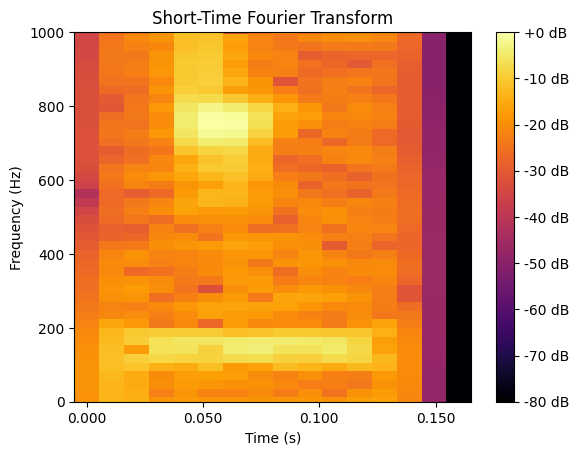 Short-Time Fourier Transform
Frequency (Hz)
1000
800
600
400
200
0
0.000
0.050
0.100
0.150
Time (s)
+0 dB
-10 dB
-20 dB
-30 dB
-40 dB
-50 dB
-60 dB
-70 dB
-80 dB